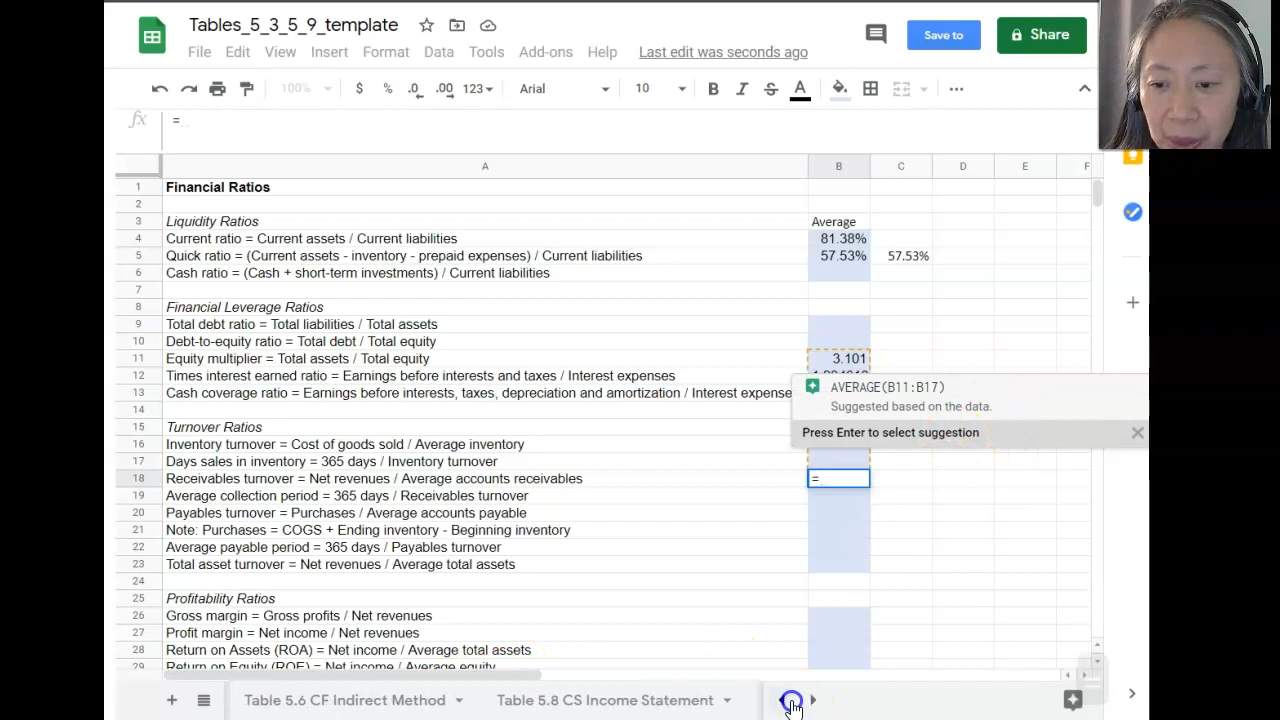 Tables_5_3_5_9_template
File Edit View Insert Format Data Tools Add-ons Help Last edit was seconds ago
Save to
Share
100% $ % .0 .00 123 Arial 10 B I S A
fx =
A B C D E F
1 Financial Ratios
2
3 Liquidity Ratios Average
4 Current ratio = Current assets / Current liabilities 81.38%
5 Quick ratio = (Current assets - inventory - prepaid expenses) / Current liabilities 57.53% 57.53%
6 Cash ratio = (Cash + short-term investments) / Current liabilities
7
8 Financial Leverage Ratios
9 Total debt ratio = Total liabilities / Total assets
10 Debt-to-equity ratio = Total debt / Total equity
11 Equity multiplier = Total assets / Total equity 3.101
12 Times interest earned ratio = Earnings before interests and taxes / Interest expenses
13 Cash coverage ratio = Earnings before interests, taxes, depreciation and amortization / Interest expense
AVERAGE(B11:B17)
Suggested based on the data.
Press Enter to select suggestion
14
15 Turnover Ratios
16 Inventory turnover = Cost of goods sold / Average inventory
17 Days sales in inventory = 365 days / Inventory turnover
18 Receivables turnover = Net revenues / Average accounts receivables =
19 Average collection period = 365 days / Receivables turnover
20 Payables turnover = Purchases / Average accounts payable
21 Note: Purchases = COGS + Ending inventory - Beginning inventory
22 Average payable period = 365 days / Payables turnover
23 Total asset turnover = Net revenues / Average total assets
24
25 Profitability Ratios
26 Gross margin = Gross profits / Net revenues
27 Profit margin = Net income / Net revenues
28 Return on Assets (ROA) = Net income / Average total assets
29 Return on Equity (ROE) = Net income / Average equity
Table 5.6 CF Indirect Method Table 5.8 CS Income Statement